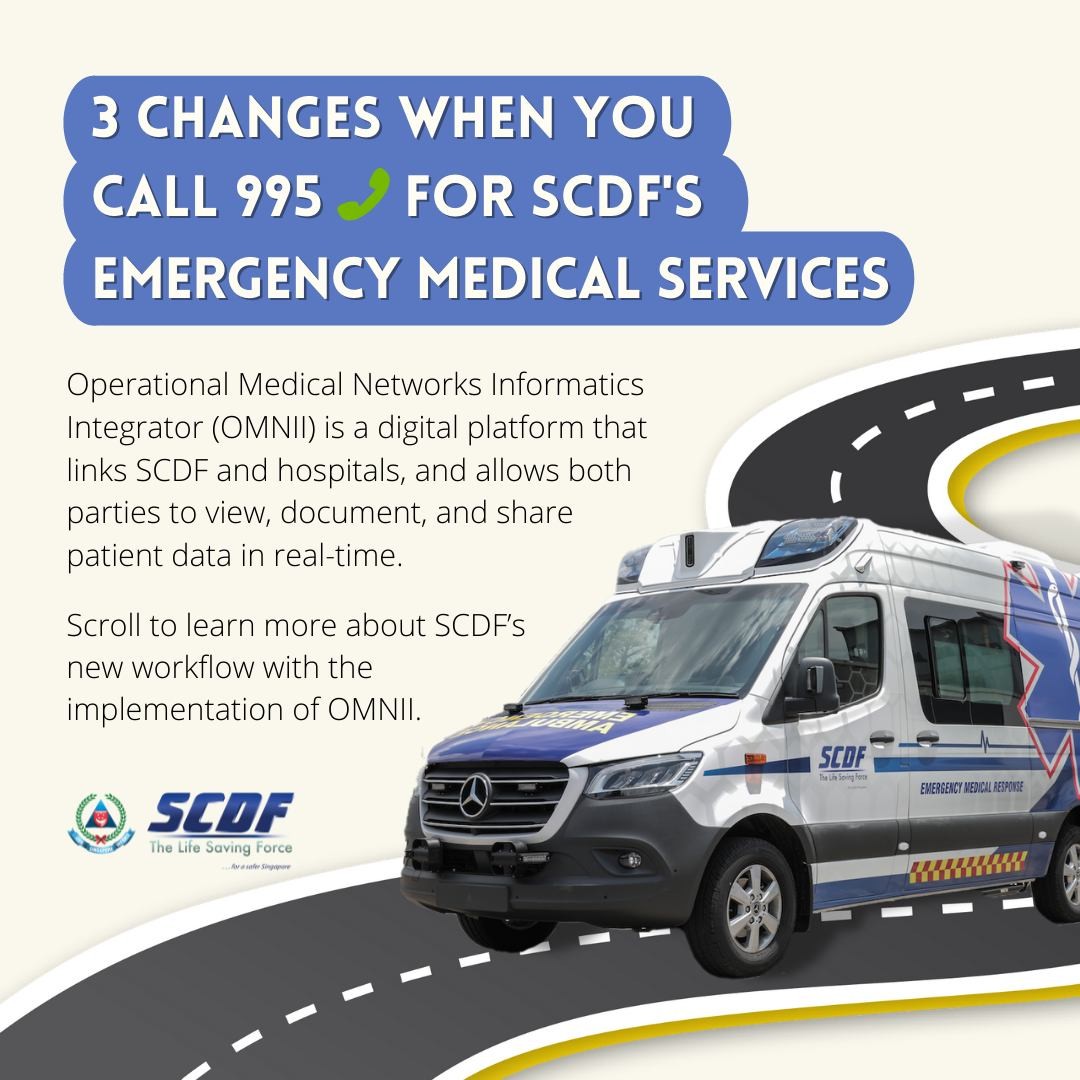 3 CHANGES WHEN YOU
CALL 995 FOR SCDF'S
EMERGENCY MEDICAL SERVICES
Operational Medical Networks Informatics
Integrator (OMNII) is a digital platform that
links SCDF and hospitals, and allows both
parties to view, document, and share
patient data in real-time.
Scroll to learn more about SCDF’s
new workflow with the
implementation of OMNII.
SCDF
The Life Saving Force
...for a safer Singapore
SINGAPORE
EMERGENCY
AMBULANCE
SCDF
The Life Saving Force
EMERGENCY MEDICAL RESPONSE